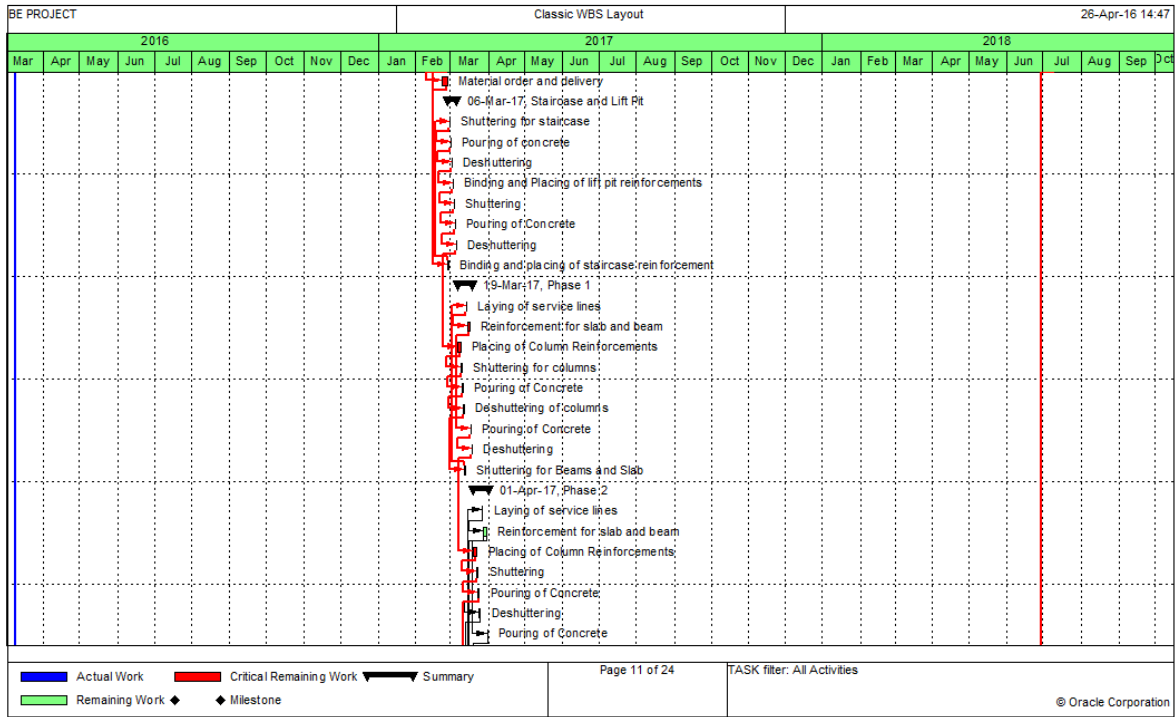 BE PROJECT Classic WBS Layout 26-Apr-16 14:47
2016 2017 2018
Mar Apr May Jun Jul Aug Sep Oct Nov Dec Jan Feb Mar Apr May Jun Jul Aug Sep Oct Nov Dec Jan Feb Mar Apr May Jun Jul Aug Sep Oct
Material order and delivery
06-Mar-17, Staircase and Lift Pit
Shuttering for staircase
Pouring of concrete
Deshuttering
Binding and Placing of lift pit reinforcements
Shuttering
Pouring of Concrete
Deshuttering
Binding and placing of staircase reinforcement
19-Mar-17, Phase 1
Laying of service lines
Reinforcement for slab and beam
Placing of Column Reinforcements
Shuttering for columns
Pouring of Concrete
Deshuttering of columns
Pouring of Concrete
Deshuttering
Shuttering for Beams and Slab
01-Apr-17, Phase 2
Laying of service lines
Reinforcement for slab and beam
Placing of Column Reinforcements
Shuttering
Pouring of Concrete
Deshuttering
Pouring of Concrete
Actual Work Critical Remaining Work Summary Page 11 of 24 TASK filter: All Activities
Remaining Work Milestone
© Oracle Corporation